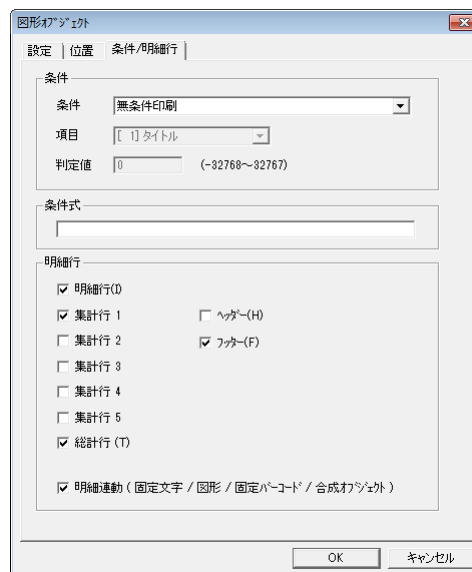 図形ｵﾌﾞｼﾞｪｸﾄ
設定 位置 条件/明細行
条件
条件 無条件印刷
項目 [ 1]ﾀｲﾄﾙ
判定値 0 (-32768～32767)
条件式
明細行
明細行(I)
集計行 1 ﾍｯﾀﾞｰ(H)
集計行 2 ﾌｯﾀｰ(F)
集計行 3
集計行 4
集計行 5
総計行 (T)
明細連動 ( 固定文字 / 図形 / 固定ﾊﾞｰｺｰﾄﾞ / 合成ｵﾌﾞｼﾞｪｸﾄ )
OK キャンセル